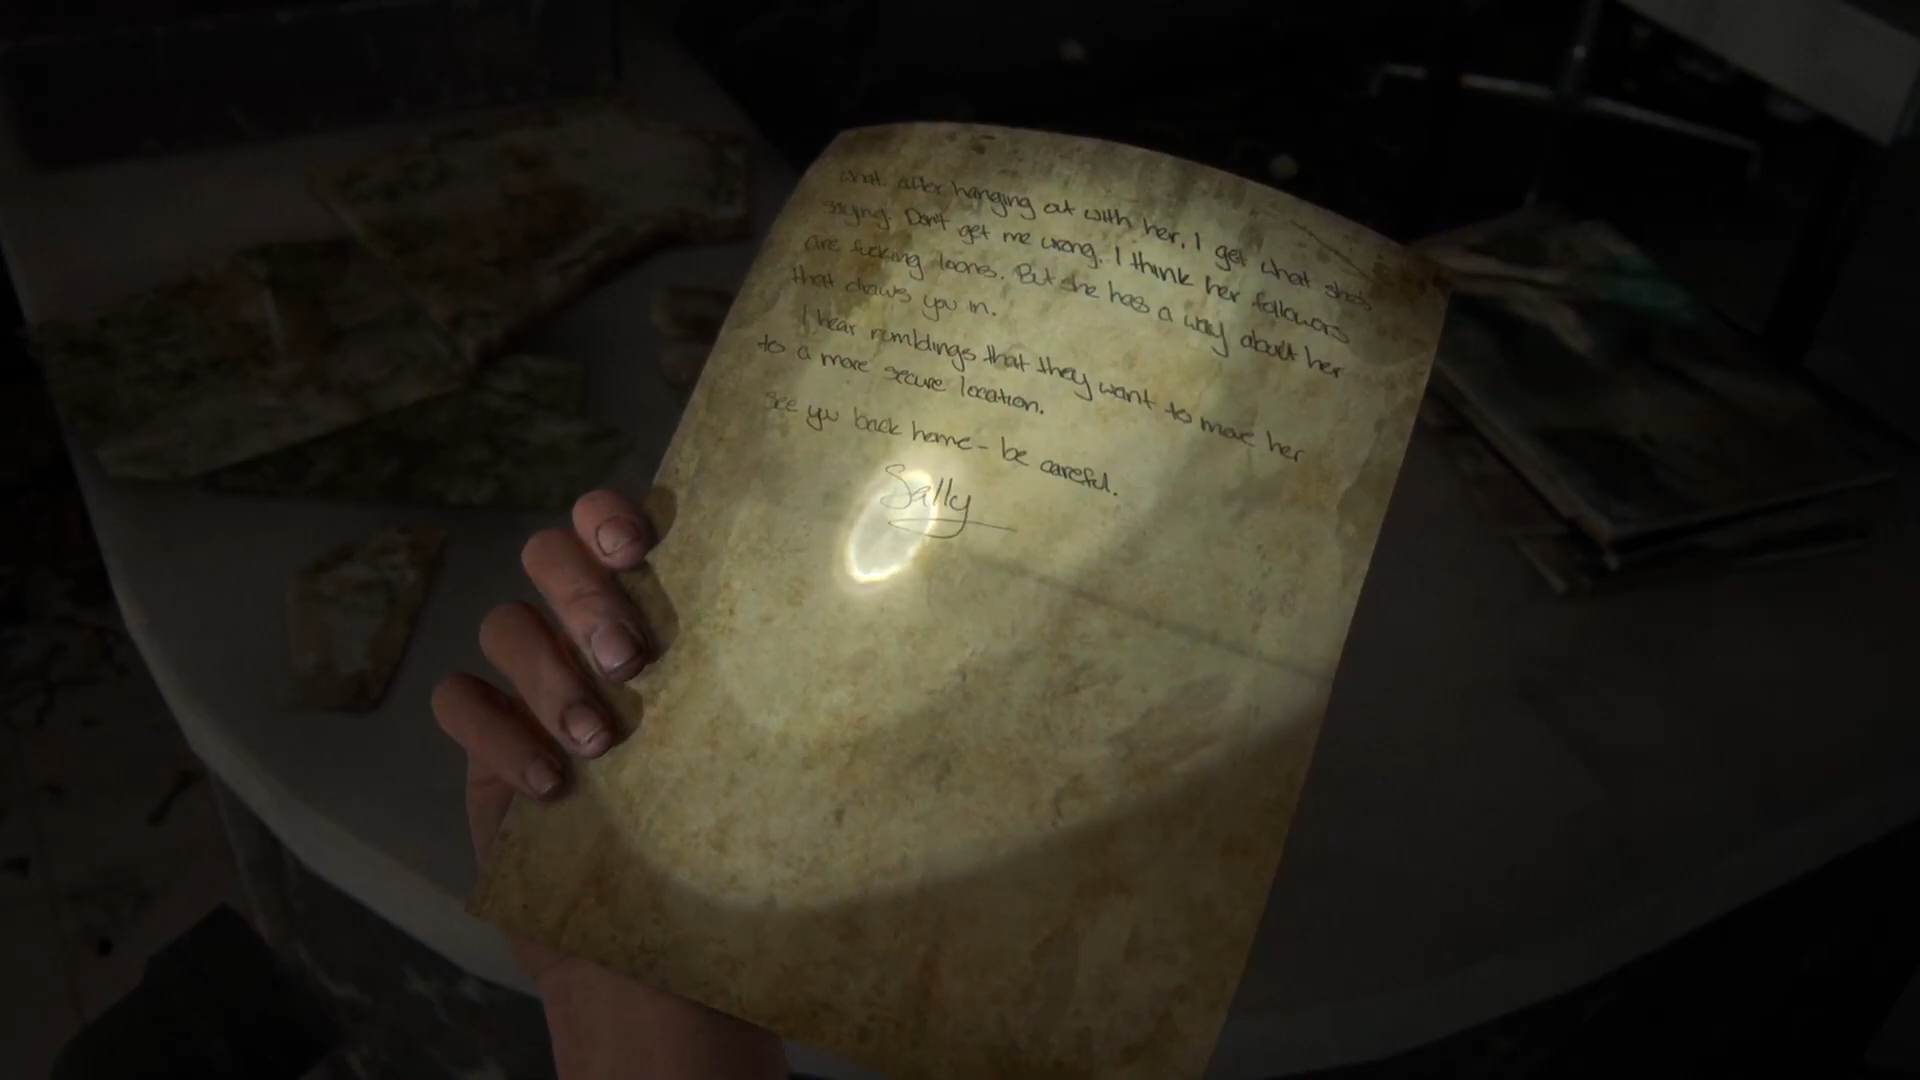 what. after hanging out with her, I get what she's
saying. Don't get me wrong, I think her followers
are fucking loons. But she has a way about her
that draws you in.
I hear rumblings that they want to move her
to a more secure location.
See you back home - be careful.
Sally